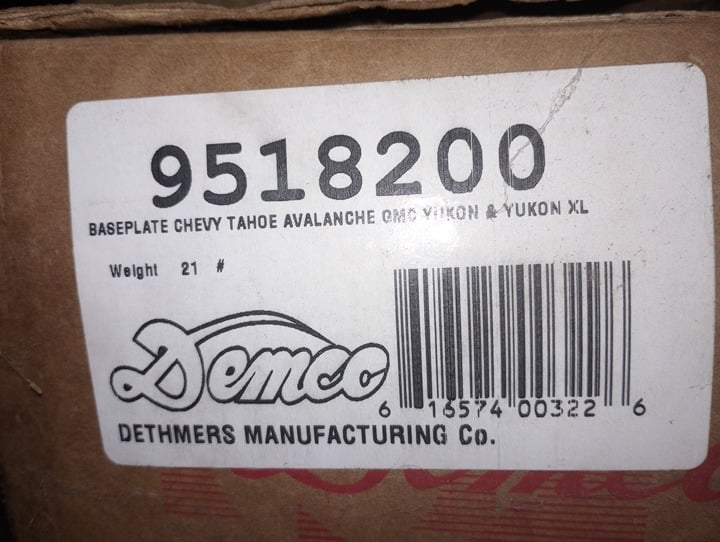 9518200
BASEPLATE CHEVY TAHOE AVALANCHE GMC YUKON & YUKON XL
Weight 21 #
Demco
6 16574 00322 6
DETHMERS MANUFACTURING Co.
Demco